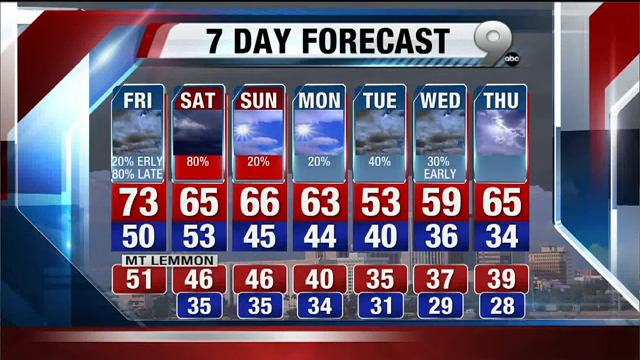 7 DAY FORECAST 9 abc
FRI SAT SUN MON TUE WED THU
20% ERLY 80% 20% 20% 40% 30%
80% LATE EARLY
73 65 66 63 53 59 65
50 53 45 44 40 36 34
MT LEMMON
51 46 46 40 35 37 39
35 35 34 31 29 28